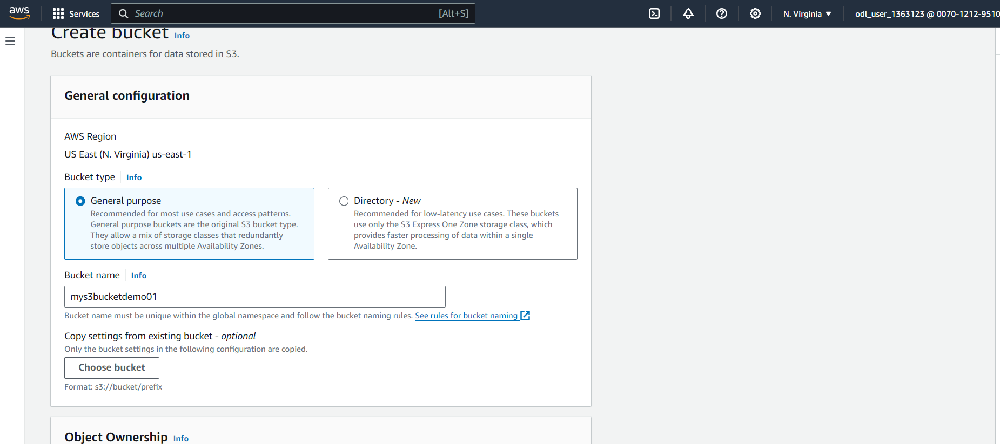 aws
Services
Search
[Alt+S]
N. Virginia
odl_user_1363123 @ 0070-1212-9510
Create bucket Info
Buckets are containers for data stored in S3.
General configuration
AWS Region
US East (N. Virginia) us-east-1
Bucket type Info
General purpose
Recommended for most use cases and access patterns.
General purpose buckets are the original S3 bucket type.
They allow a mix of storage classes that redundantly
store objects across multiple Availability Zones.
Directory - New
Recommended for low-latency use cases. These buckets
use only the S3 Express One Zone storage class, which
provides faster processing of data within a single
Availability Zone.
Bucket name Info
mys3bucketdemo01
Bucket name must be unique within the global namespace and follow the bucket naming rules. See rules for bucket naming
Copy settings from existing bucket - optional
Only the bucket settings in the following configuration are copied.
Choose bucket
Format: s3://bucket/prefix
Object Ownership Info